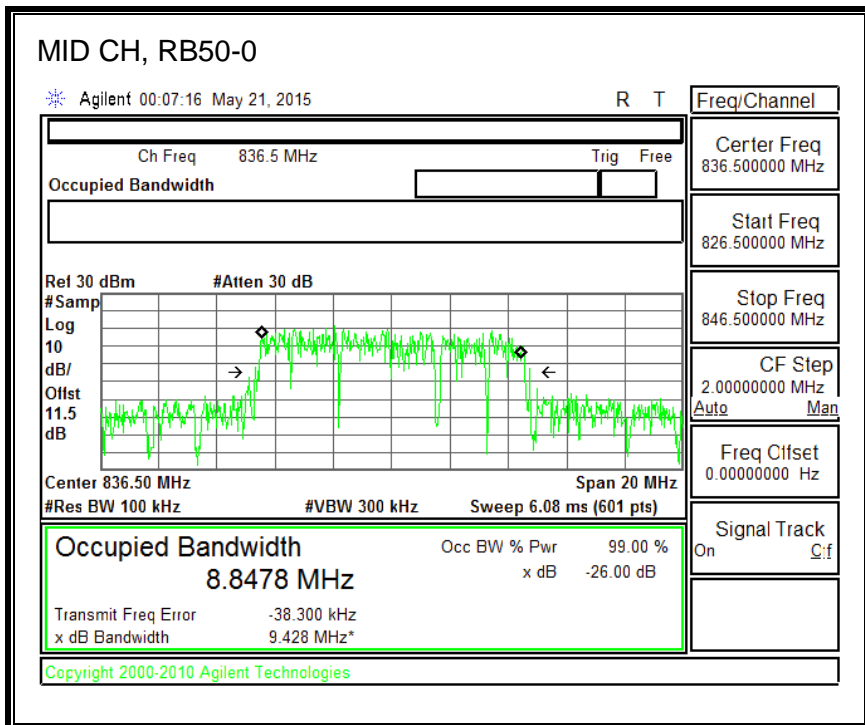 MID CH, RB50-0
Agilent 00:07:16 May 21, 2015 R T
Freq/Channel
Ch Freq 836.5 MHz Trig Free
Occupied Bandwidth
Center Freq
836.500000 MHz
Start Freq
826.500000 MHz
Stop Freq
846.500000 MHz
CF Step
2.00000000 MHz
Auto Man
Freq Offset
0.00000000 Hz
Signal Track
On Off
Ref 30 dBm #Atten 30 dB
#Samp
Log
10
dB/
Offst
11.5
dB
Center 836.50 MHz Span 20 MHz
#Res BW 100 kHz #VBW 300 kHz Sweep 6.08 ms (601 pts)
Occupied Bandwidth Occ BW % Pwr 99.00 %
8.8478 MHz x dB -26.00 dB
Transmit Freq Error -38.300 kHz
x dB Bandwidth 9.428 MHz*
Copyright 2000-2010 Agilent Technologies